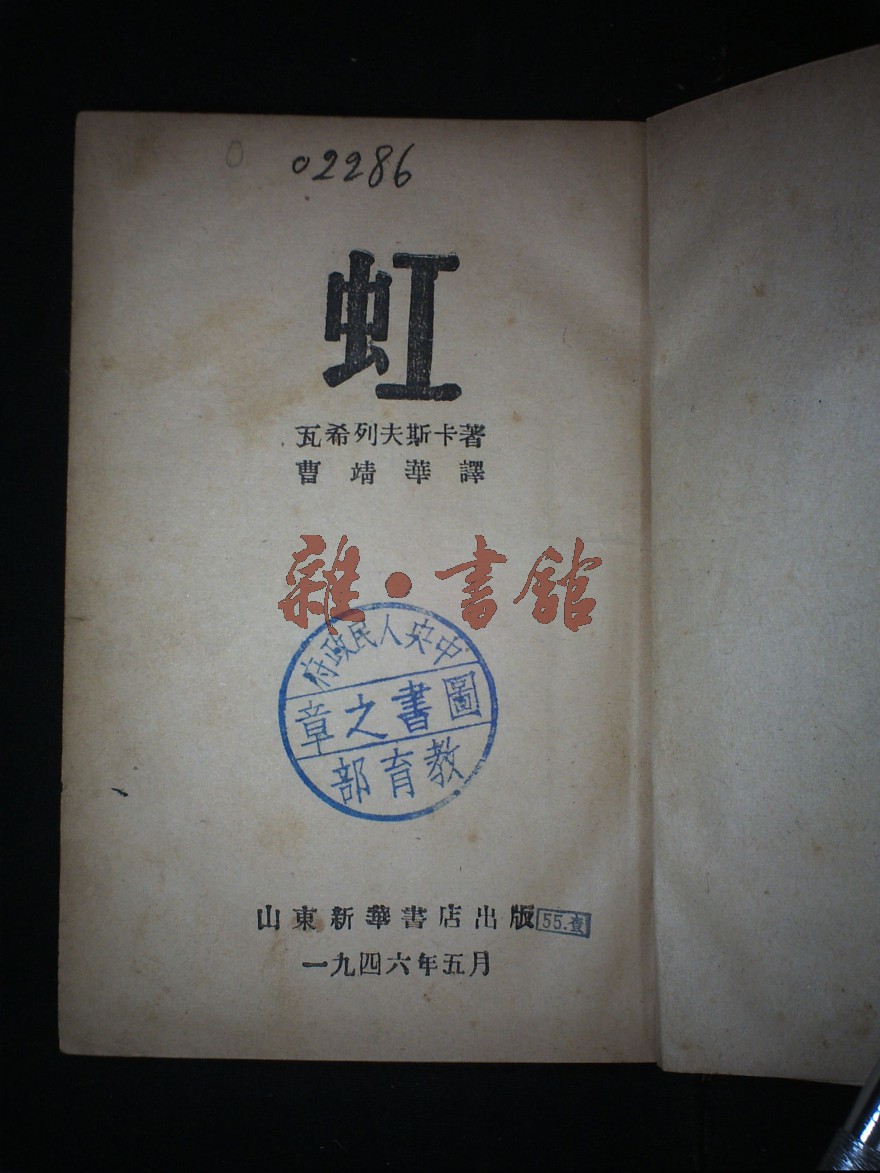 0 02286
虹
瓦希列夫斯卡著
曹靖華譯
雜·書館
中央人民政府
圖書之章
教育部
山東新華書店出版 55.查
一九四六年五月